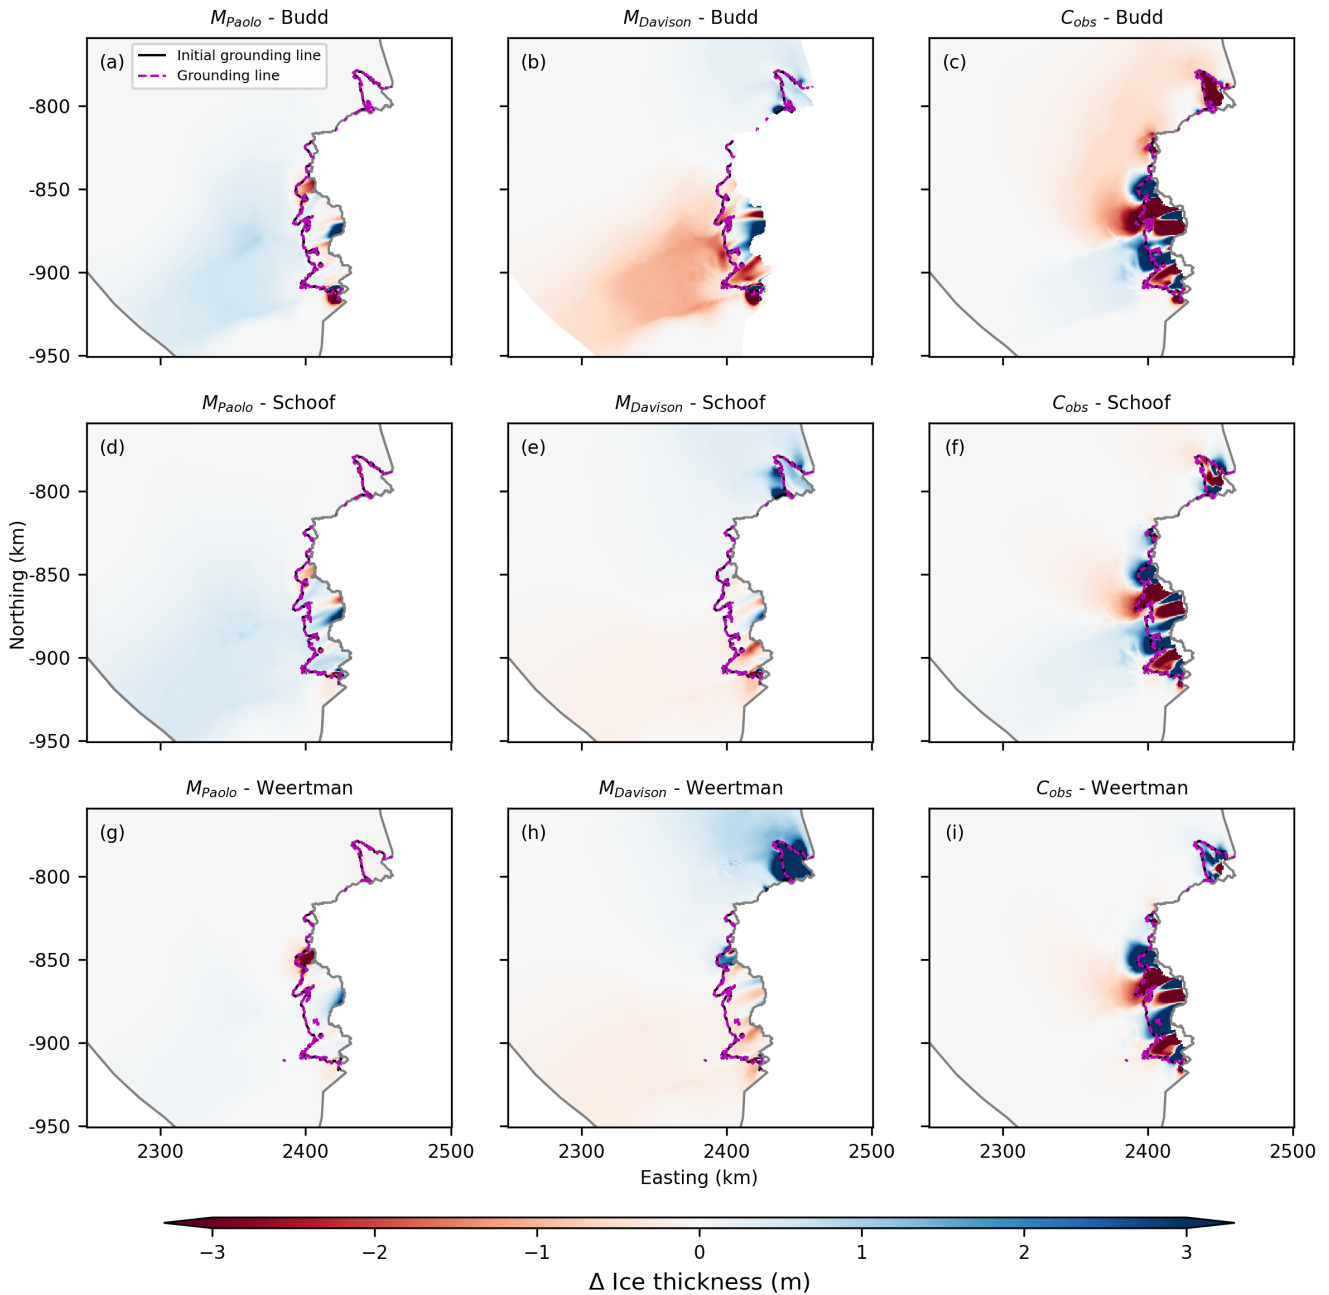 M_Paolo - Budd
M_Davison - Budd
C_obs - Budd
(a)
Initial grounding line
Grounding line
(b)
(c)
-800
-850
-900
-950
M_Paolo - Schoof
M_Davison - Schoof
C_obs - Schoof
(d)
(e)
(f)
-800
-850
-900
-950
Northing (km)
M_Paolo - Weertman
M_Davison - Weertman
C_obs - Weertman
(g)
(h)
(i)
-800
-850
-900
-950
2300 2400 2500
2300 2400 2500
2300 2400 2500
Easting (km)
−3 −2 −1 0 1 2 3
Δ Ice thickness (m)